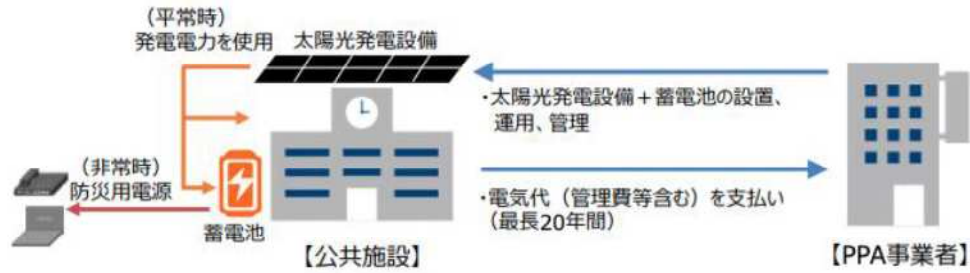 （平常時）
発電電力を使用
太陽光発電設備
・太陽光発電設備＋蓄電池の設置、
運用、管理
（非常時）
防災用電源
・電気代（管理費等含む）を支払い
（最長20年間）
蓄電池
【公共施設】
【PPA事業者】